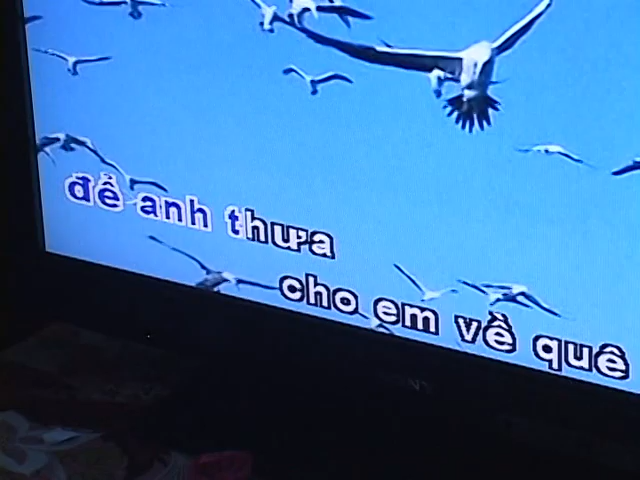 để anh thưa
cho em về quê